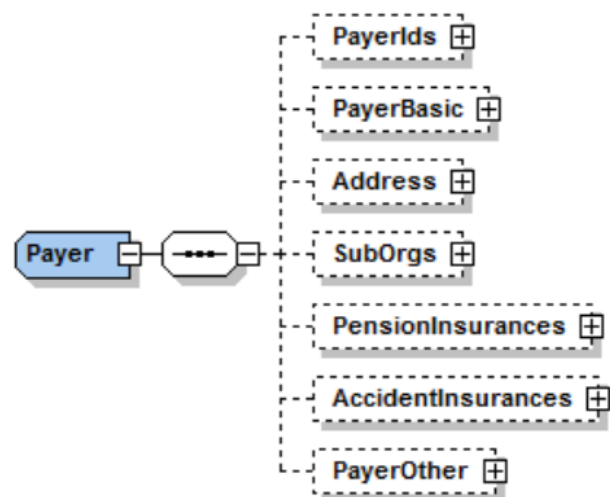 PayerIds
PayerBasic
Address
Payer
SubOrgs
PensionInsurances
AccidentInsurances
PayerOther